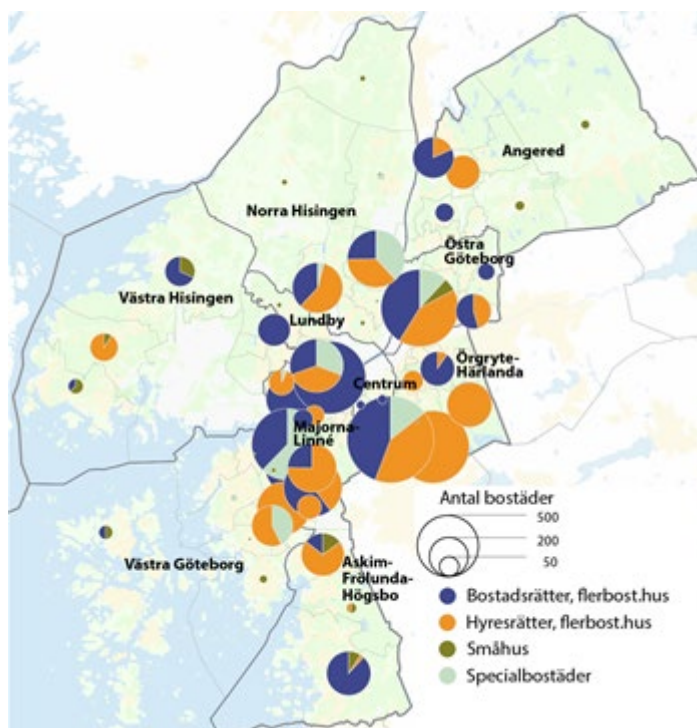 Angered
Norra Hisingen
Östra
Göteborg
Västra Hisingen
Lundby
Örgryte-
Härlanda
Centrum
Majorna-
Linné
Västra Göteborg
Askim-
Frölunda-
Högsbo
Antal bostäder
500
200
50
Bostadsrätter, flerbost.hus
Hyresrätter, flerbost.hus
Småhus
Specialbostäder